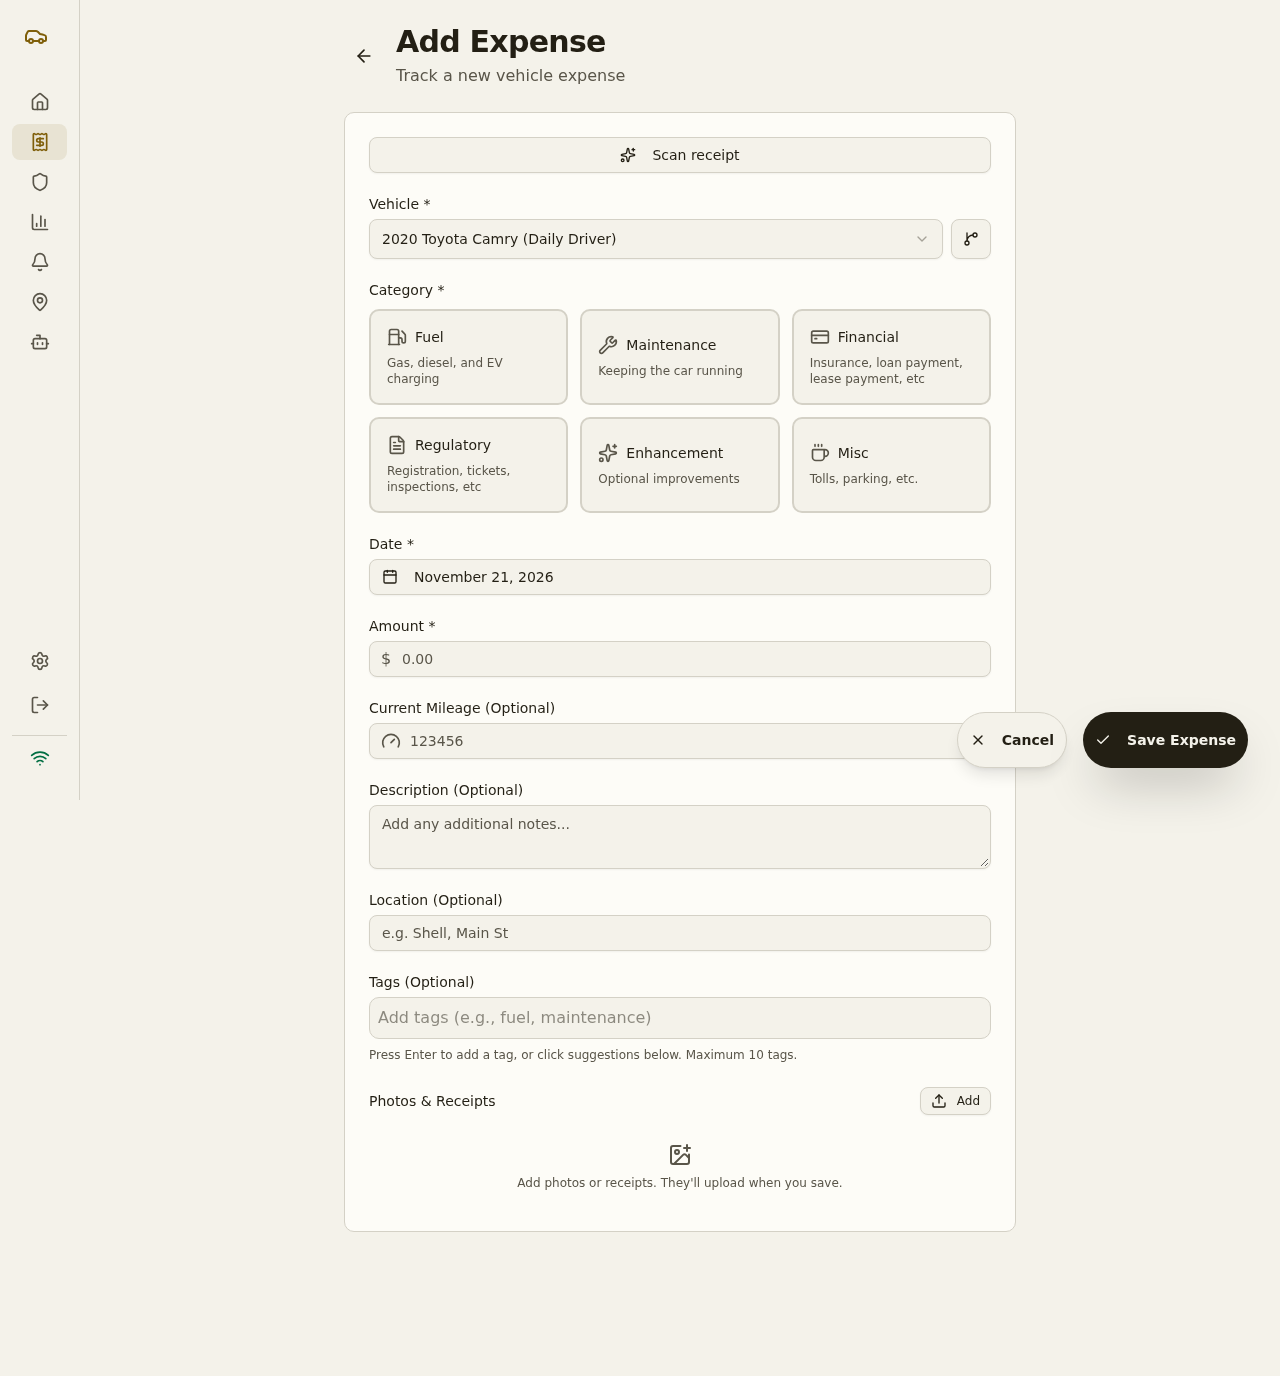 Add Expense
Track a new vehicle expense
Scan receipt
Vehicle *
2020 Toyota Camry (Daily Driver)
Category *
Fuel
Gas, diesel, and EV
charging
Maintenance
Keeping the car running
Financial
Insurance, loan payment,
lease payment, etc
Regulatory
Registration, tickets,
inspections, etc
Enhancement
Optional improvements
Misc
Tolls, parking, etc.
Date *
November 21, 2026
Amount *
$ 0.00
Current Mileage (Optional)
123456
Cancel
Save Expense
Description (Optional)
Add any additional notes...
Location (Optional)
e.g. Shell, Main St
Tags (Optional)
Add tags (e.g., fuel, maintenance)
Press Enter to add a tag, or click suggestions below. Maximum 10 tags.
Photos & Receipts
Add
Add photos or receipts. They'll upload when you save.